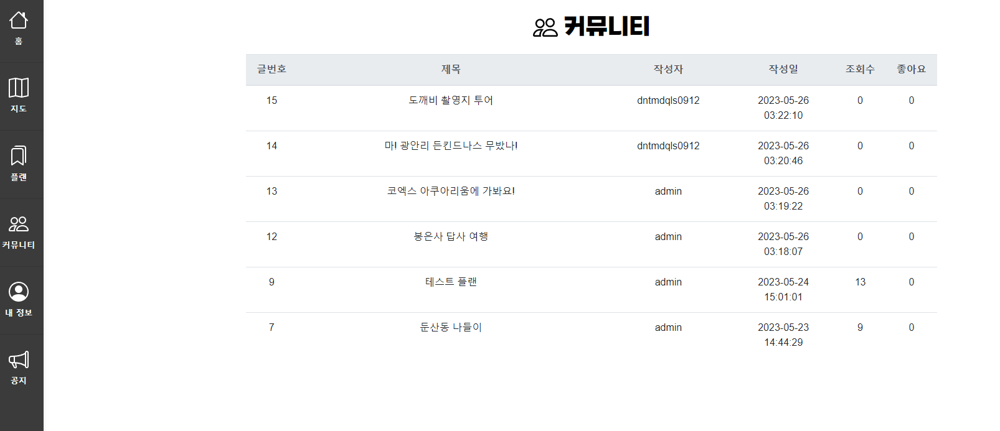 홈
지도
플랜
커뮤니티
내 정보
공지
커뮤니티
글번호 제목 작성자 작성일 조회수 좋아요
15 도깨비 촬영지 투어 dntmdqls0912 2023-05-26 0 0
03:22:10
14 마! 광안리 든킨드나스 무밨나! dntmdqls0912 2023-05-26 0 0
03:20:46
13 코엑스 아쿠아리움에 가봐요! admin 2023-05-26 0 0
03:19:22
12 봉은사 답사 여행 admin 2023-05-26 0 0
03:18:07
9 테스트 플랜 admin 2023-05-24 13 0
15:01:01
7 둔산동 나들이 admin 2023-05-23 9 0
14:44:29